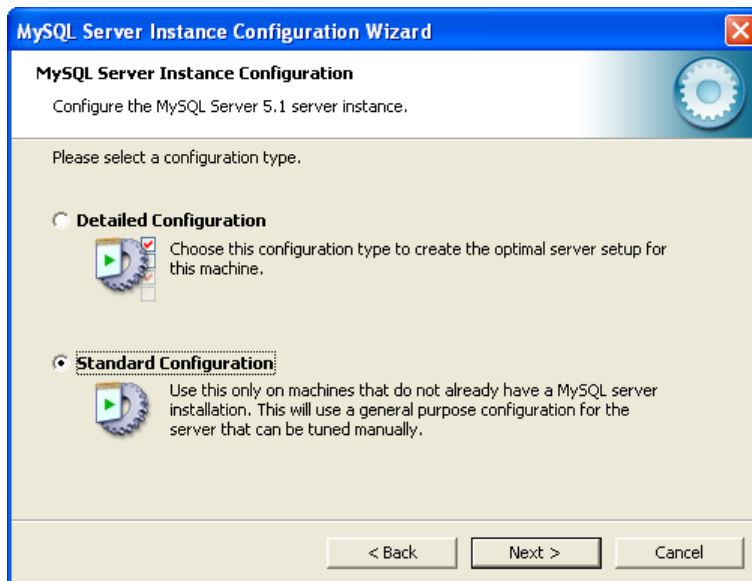 MySQL Server Instance Configuration Wizard
MySQL Server Instance Configuration
Configure the MySQL Server 5.1 server instance.
Please select a configuration type.
Detailed Configuration
Choose this configuration type to create the optimal server setup for
this machine.
Standard Configuration
Use this only on machines that do not already have a MySQL server
installation. This will use a general purpose configuration for the
server that can be tuned manually.
< Back Next > Cancel